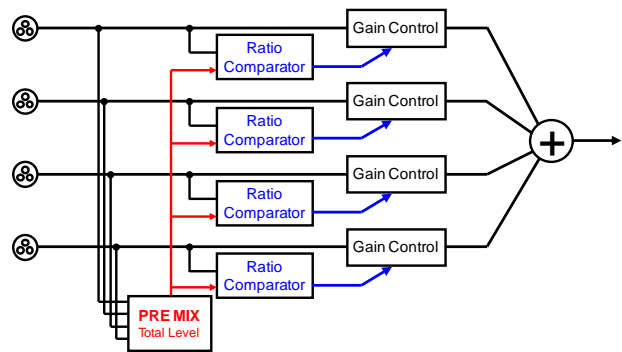 Gain Control
Ratio
Comparator
Gain Control
Ratio
Comparator
Gain Control
Ratio
Comparator
Gain Control
Ratio
Comparator
PRE MIX
Total Level
+